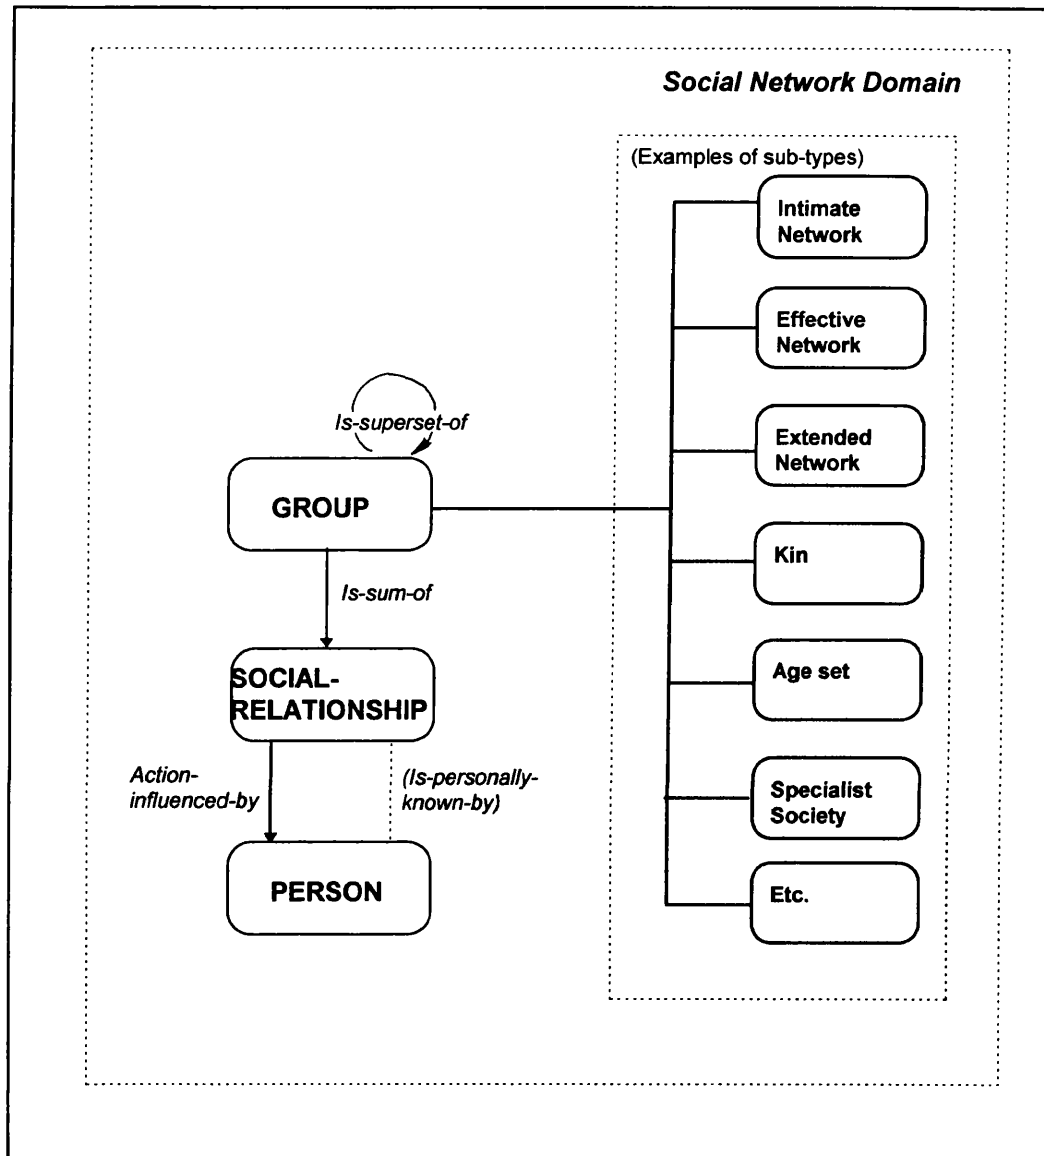 Social Network Domain
(Examples of sub-types)
Intimate
Network
Effective
Network
Extended
Network
Kin
Age set
Specialist
Society
Etc.
Is-superset-of
GROUP
Is-sum-of
SOCIAL-
RELATIONSHIP
Action-
influenced-by
(Is-personally-
known-by)
PERSON